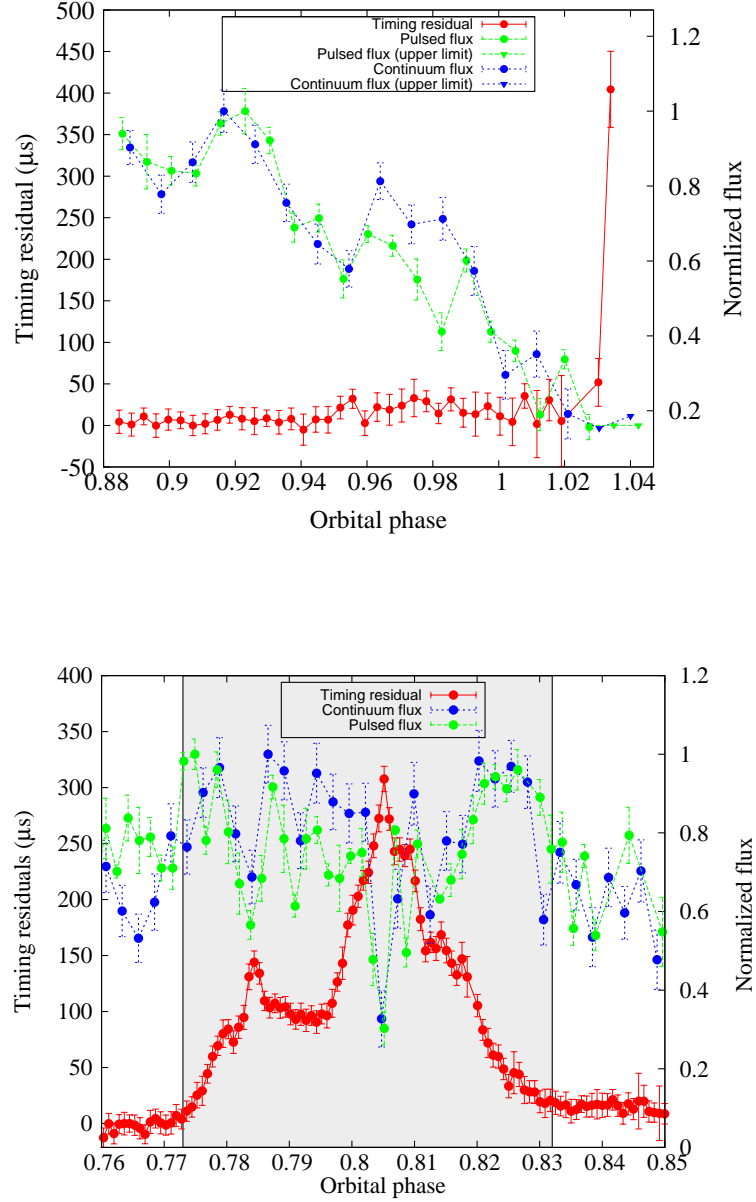 500
450
400
350
300
250
200
150
100
50
0
-50
Timing residual (μs)
Timing residual
Pulsed flux
Pulsed flux (upper limit)
Continuum flux
Continuum flux (upper limit)
1.2
1
0.8
0.6
0.4
0.2
Normlized flux
0.88 0.9 0.92 0.94 0.96 0.98 1 1.02 1.04
Orbital phase
400
350
300
250
200
150
100
50
0
Timing residuals (μs)
Timing residual
Continuum flux
Pulsed flux
1.2
1
0.8
0.6
0.4
0.2
0
Normalized flux
0.76 0.77 0.78 0.79 0.8 0.81 0.82 0.83 0.84 0.85
Orbital phase